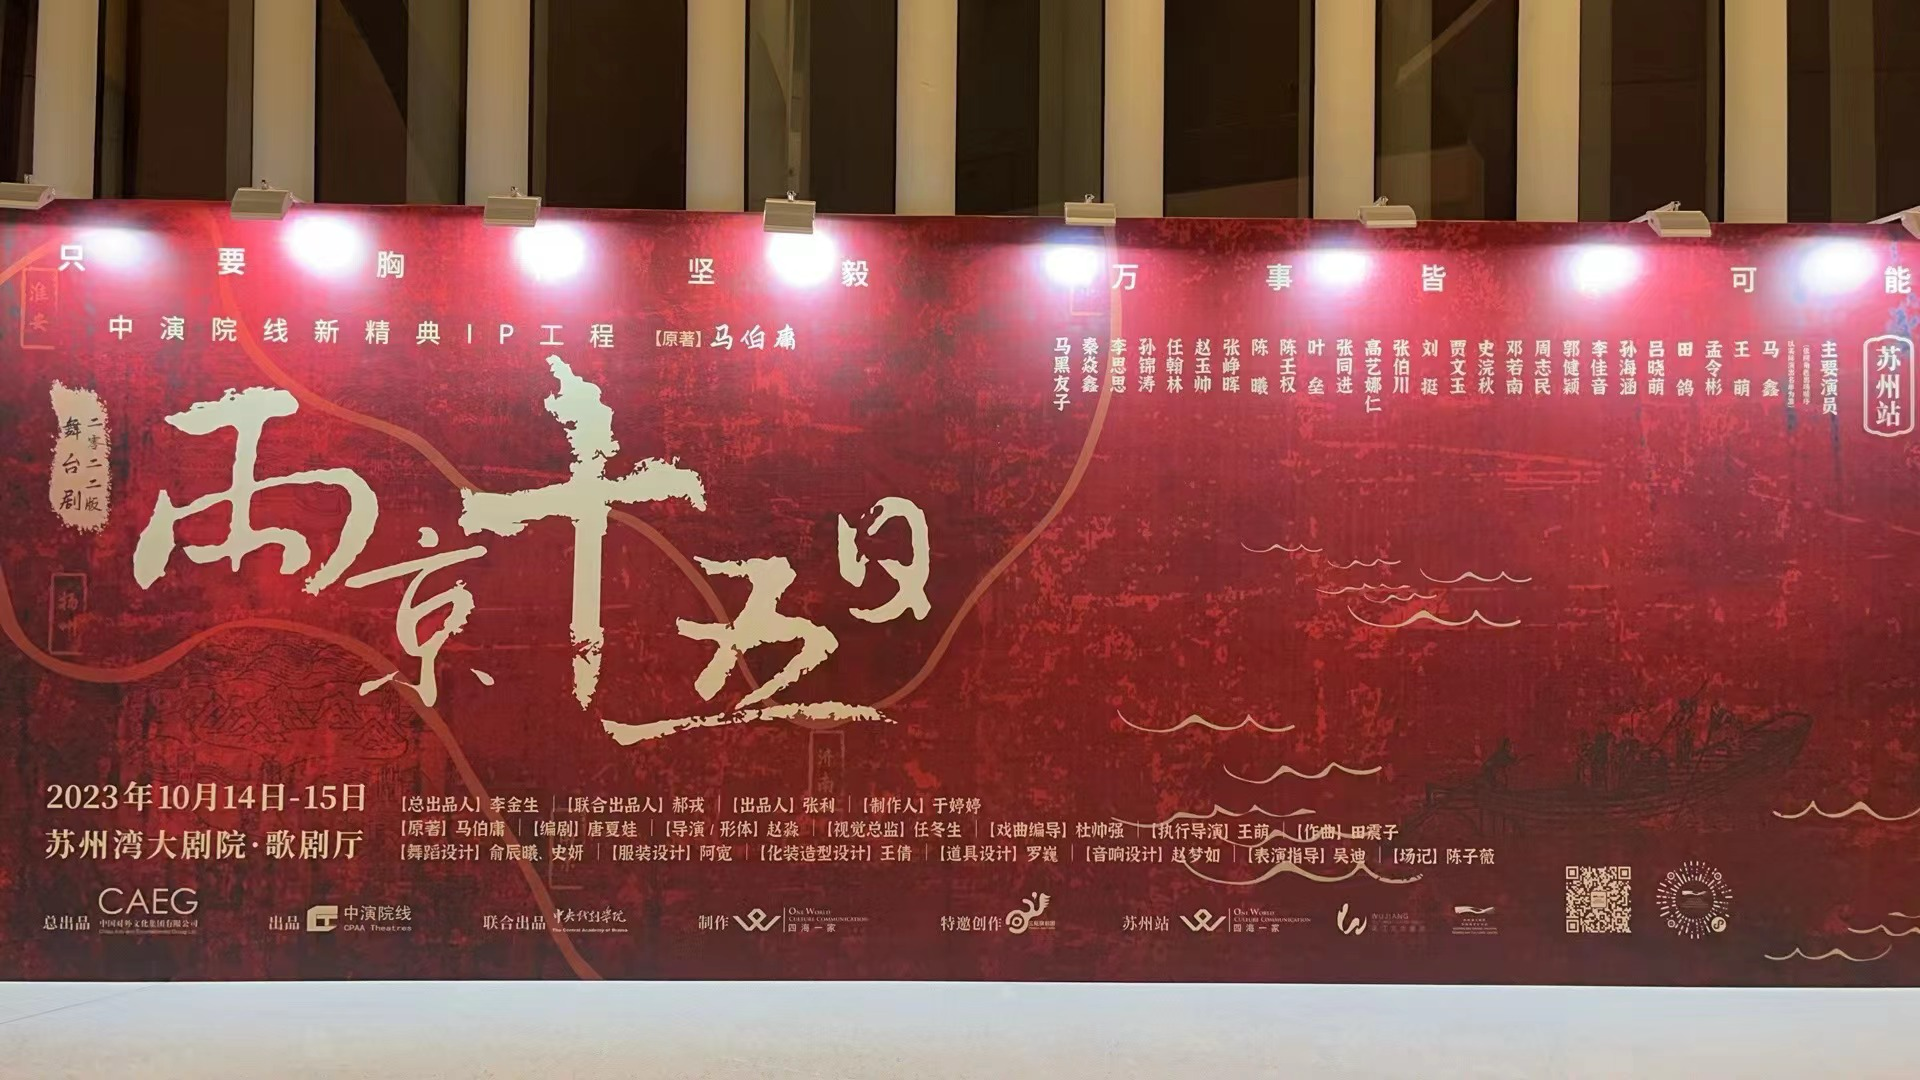 只 要 胸 坚 毅 万 事 皆 可 能
中演院线新精典IP工程 【原著】马伯庸
二零二二版
舞台剧
两京十五日
淮安
扬州
济南
苏州站
主要演员
马鑫
王萌
孟令彬
田鸽
吕晓萌
孙海涵
李佳音
郭健颖
周志民
邓若南
史浣秋
贾文玉
刘挺
张伯川
高艺娜仁
张同进
叶垒
陈王权
陈曦
张峥晖
赵玉帅
任翰林
孙锦涛
李思思
秦焱鑫
马黑友子
2023年10月14日-15日
苏州湾大剧院·歌剧厅
【总出品人】李金生 |【联合出品人】郝戎 |【出品人】张利 |【制作人】于婷婷
【原著】马伯庸 |【编剧】唐夏娃 |【导演/形体】赵淼 |【视觉总监】任冬生 |【戏曲编导】杜帅强 |【执行导演】王萌 |【作曲】田震子
【舞蹈设计】俞辰曦、史妍 |【服装设计】阿宽 |【化装造型设计】王倩 |【道具设计】罗巍 |【音响设计】赵梦如 |【表演指导】吴迪 |【场记】陈子薇
总出品 CAEG 中国对外文化集团有限公司
出品 中演院线 CPAA Theatres
联合出品 中央戏剧学院 The Central Academy of Drama
制作 ONE WORLD CULTURE COMMUNICATION 四海一家
特邀创作
苏州站 ONE WORLD CULTURE COMMUNICATION 四海一家
WUJIANG